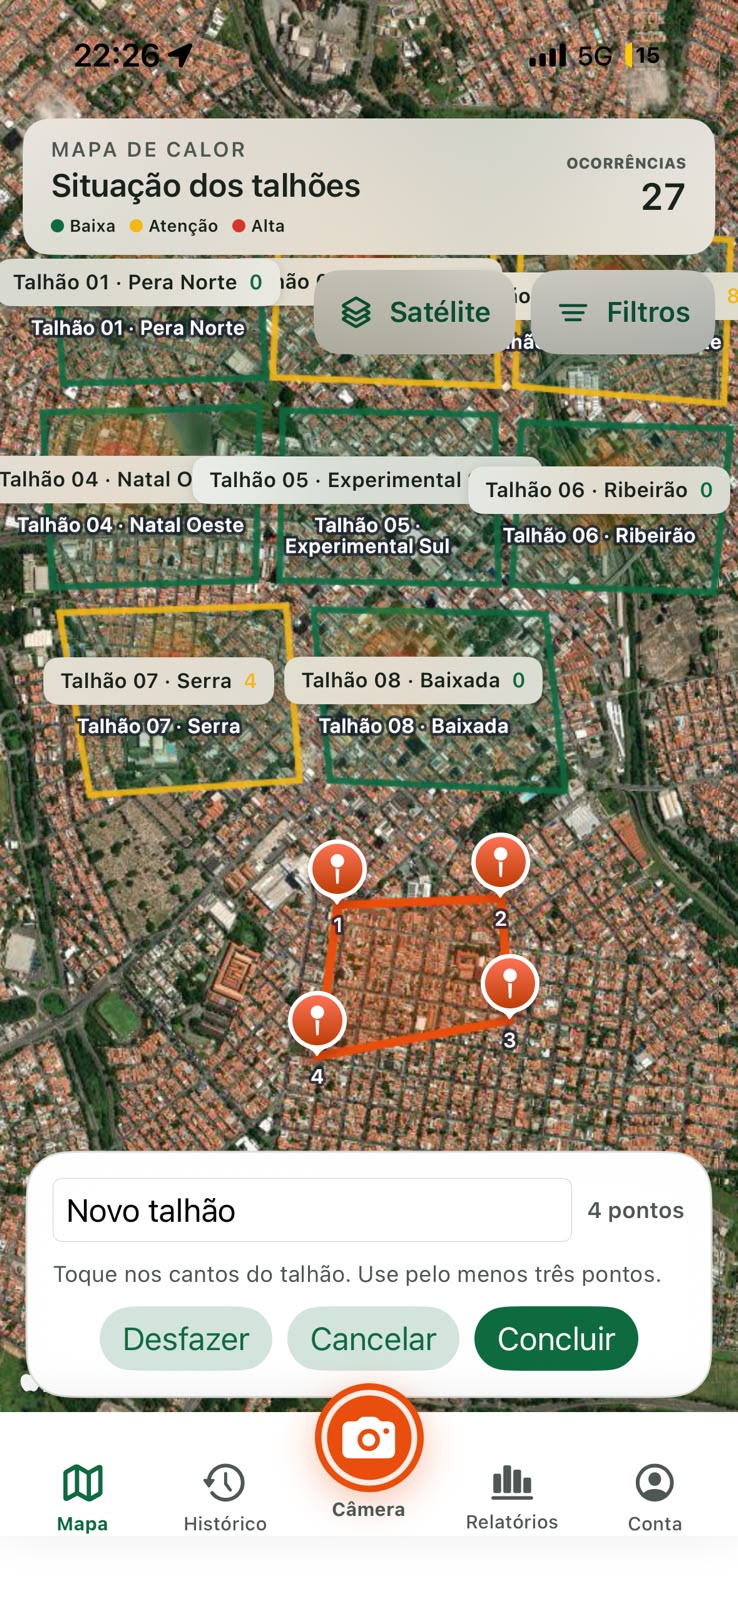 22:26
5G
15
MAPA DE CALOR
Situação dos talhões
OCORRÊNCIAS
27
Baixa
Atenção
Alta
Talhão 01 · Pera Norte 0
Talhão 01 · Pera Norte
8
Satélite
Filtros
Talhão 04 · Natal O
Talhão 05 · Experimental
Talhão 06 · Ribeirão 0
Talhão 04 · Natal Oeste
Talhão 05 ·
Experimental Sul
Talhão 06 · Ribeirão
Talhão 07 · Serra 4
Talhão 08 · Baixada 0
Talhão 07 · Serra
Talhão 08 · Baixada
1
2
3
4
Novo talhão
4 pontos
Toque nos cantos do talhão. Use pelo menos três pontos.
Desfazer
Cancelar
Concluir
Mapa
Histórico
Câmera
Relatórios
Conta